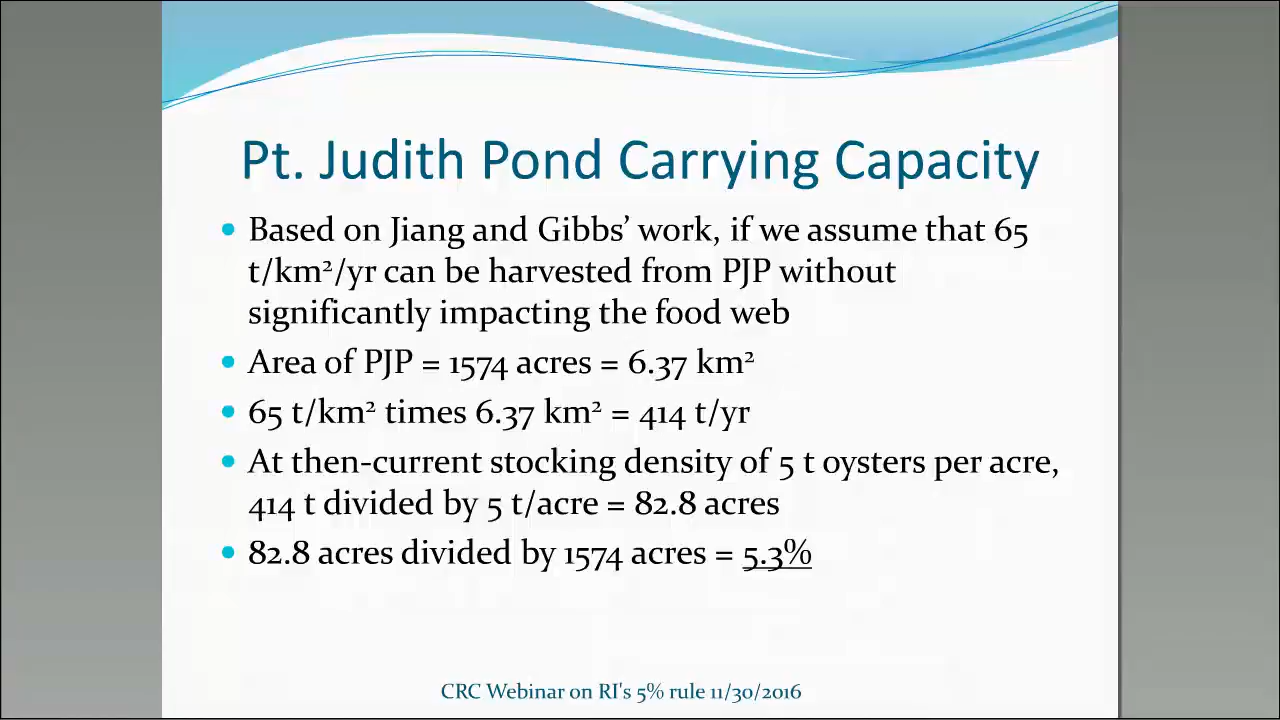 Pt. Judith Pond Carrying Capacity
• Based on Jiang and Gibbs’ work, if we assume that 65
t/km²/yr can be harvested from PJP without
significantly impacting the food web
• Area of PJP = 1574 acres = 6.37 km²
• 65 t/km² times 6.37 km² = 414 t/yr
• At then-current stocking density of 5 t oysters per acre,
414 t divided by 5 t/acre = 82.8 acres
• 82.8 acres divided by 1574 acres = 5.3%
CRC Webinar on RI's 5% rule 11/30/2016